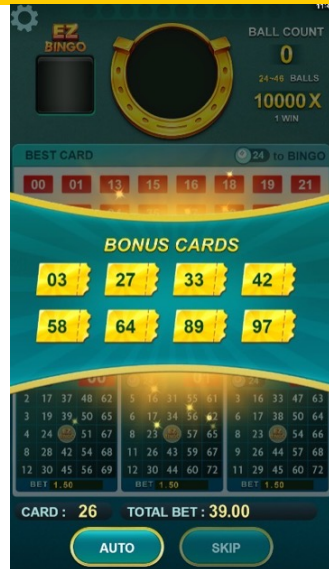 EZ
BINGO
BALL COUNT
0
24~46 BALLS
10000 X
1 WIN
BEST CARD
24 to BINGO
00 01 13 15 16 18 19 21
BONUS CARDS
03 27 33 42
58 64 89 97
2 17 37 48 62
3 19 39 50 65
4 24 51 67
8 28 42 54 68
12 30 45 56 69
BET 1.50
5 16 31 55 61
6 17 34 56 62
8 23 57 65
11 26 43 59 67
12 30 44 60 72
BET 1.50
3 16 33 47 63
6 17 38 50 64
8 23 54 66
9 26 44 57 68
11 29 45 60 72
BET 1.50
CARD : 26 TOTAL BET : 39.00
AUTO SKIP